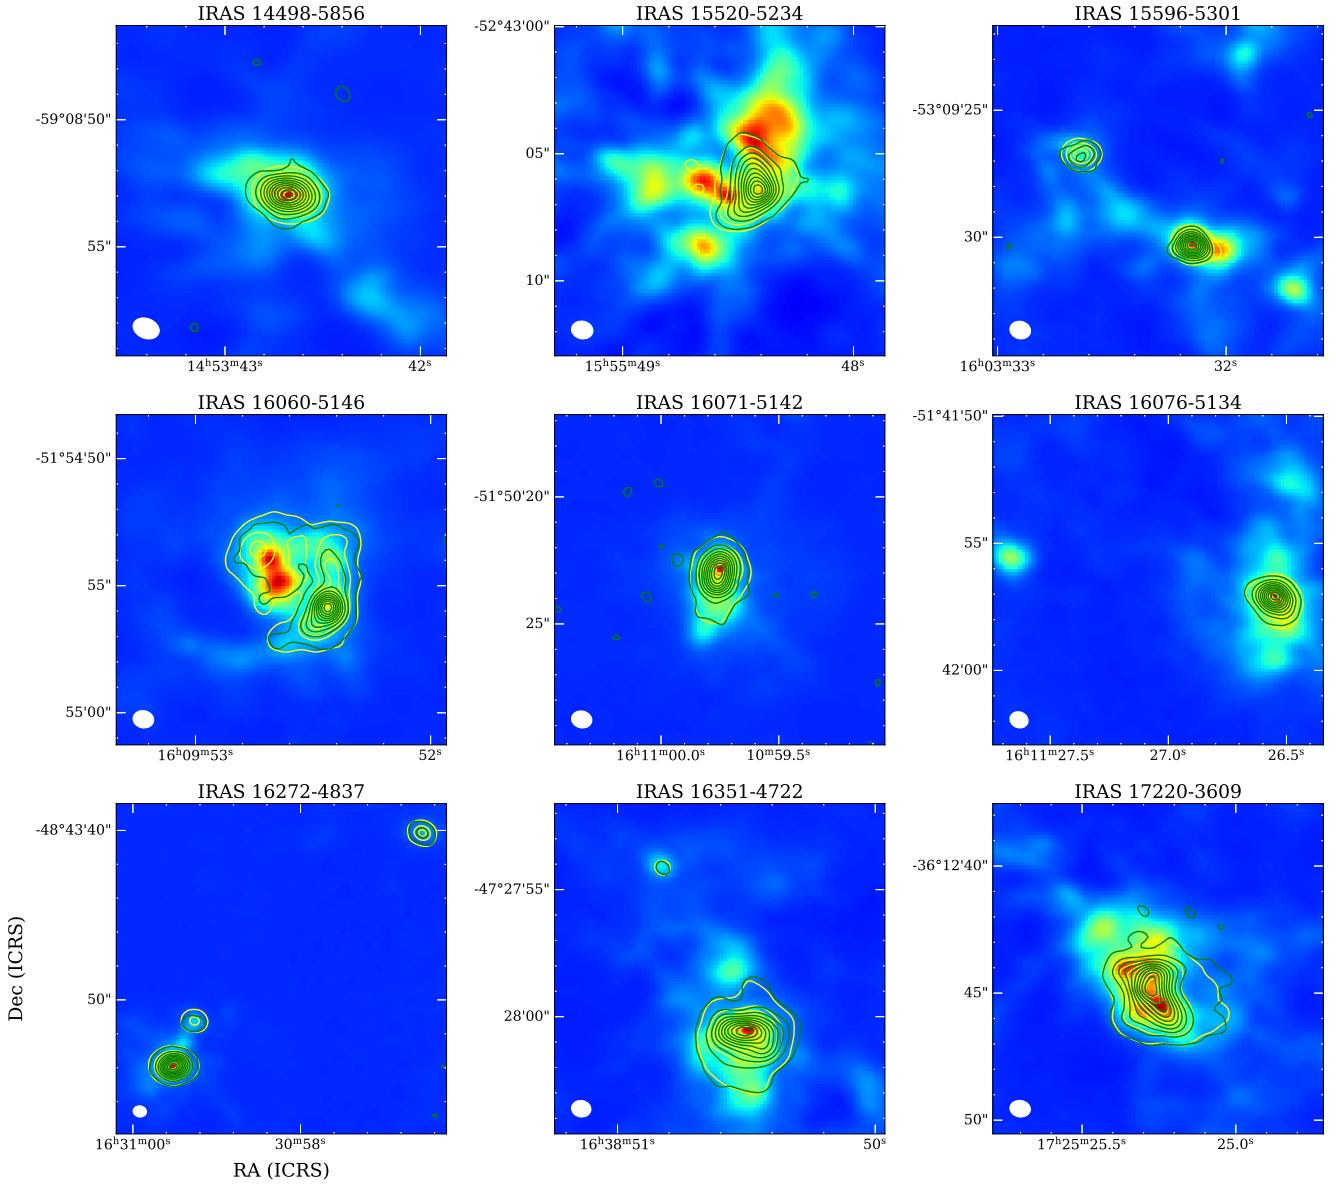 IRAS 14498-5856
IRAS 15520-5234
IRAS 15596-5301
-59°08'50"
55"
14ʰ53ᵐ43ˢ
42ˢ
-52°43'00"
05"
10"
15ʰ55ᵐ49ˢ
48ˢ
-53°09'25"
30"
16ʰ03ᵐ33ˢ
32ˢ
IRAS 16060-5146
IRAS 16071-5142
IRAS 16076-5134
-51°54'50"
55"
55'00"
16ʰ09ᵐ53ˢ
52ˢ
-51°50'20"
25"
16ʰ11ᵐ00.0ˢ
10ᵐ59.5ˢ
-51°41'50"
55"
42'00"
16ʰ11ᵐ27.5ˢ
27.0ˢ
26.5ˢ
IRAS 16272-4837
IRAS 16351-4722
IRAS 17220-3609
-48°43'40"
50"
16ʰ31ᵐ00ˢ
30ᵐ58ˢ
-47°27'55"
28'00"
16ʰ38ᵐ51ˢ
50ˢ
-36°12'40"
45"
50"
17ʰ25ᵐ25.5ˢ
25.0ˢ
Dec (ICRS)
RA (ICRS)